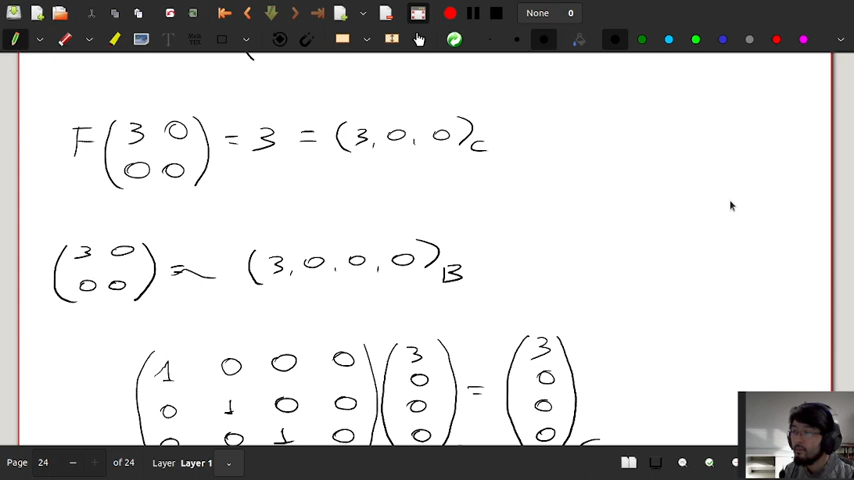 None 0
F ( 3 0 ) = 3 = (3, 0, 0)C
( 0 0 )
( 3 0 ) = (3, 0, 0, 0)B
( 0 0 )
( 1 0 0 0 ) ( 3 ) = ( 3 )
( 0 1 0 0 ) ( 0 ) ( 0 )
( 0 0 1 0 ) ( 0 ) ( 0 )
( 0 ) ( 0 )
Page 24 of 24 Layer Layer 1